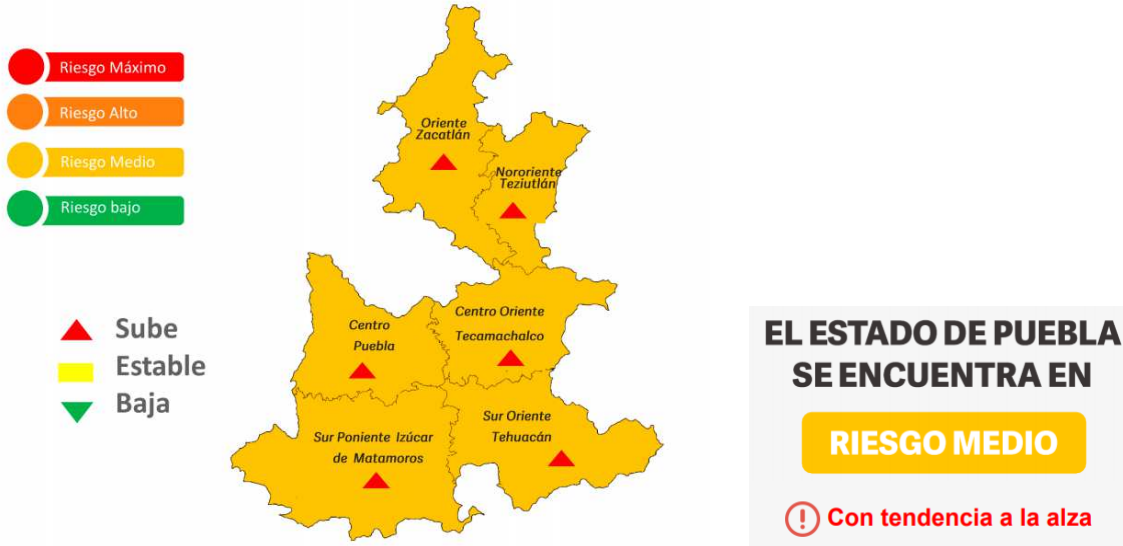 Riesgo Máximo
Riesgo Alto
Riesgo Medio
Riesgo bajo
Sube
Estable
Baja
Oriente
Zacatlán
Nororiente
Teziutlán
Centro
Puebla
Centro Oriente
Tecamachalco
Sur Poniente Izúcar
de Matamoros
Sur Oriente
Tehuacán
EL ESTADO DE PUEBLA
SE ENCUENTRA EN
RIESGO MEDIO
! Con tendencia a la alza